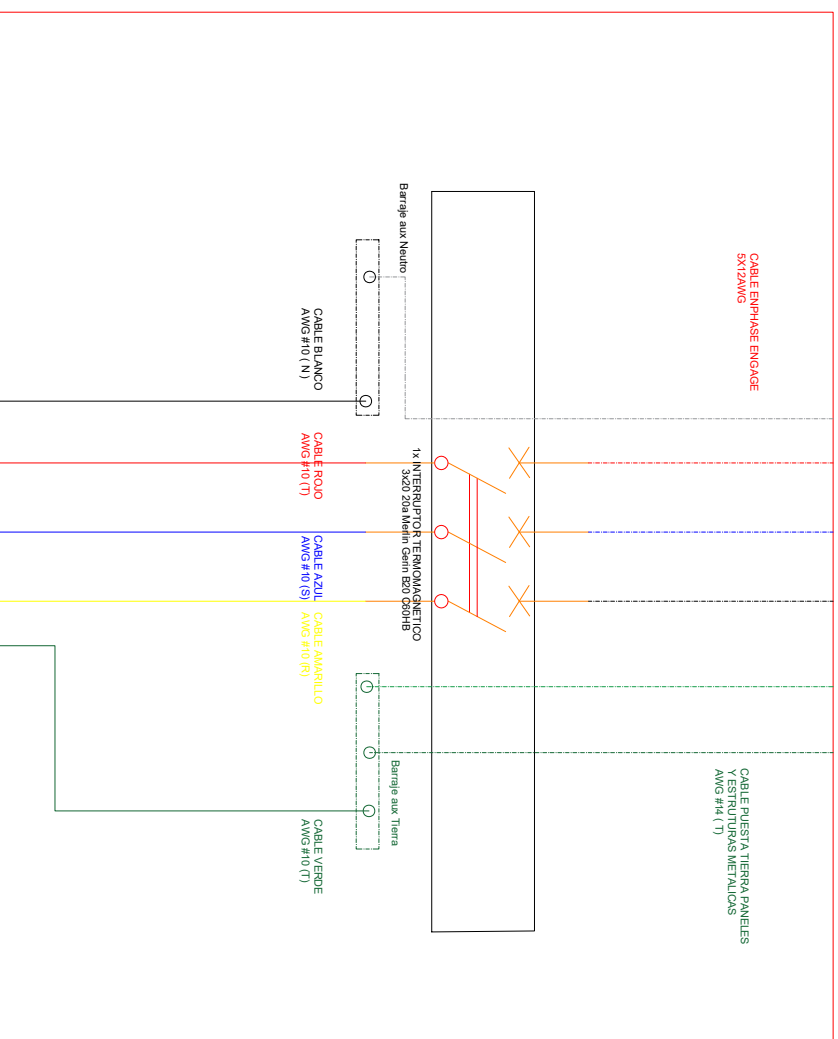 CABLE ENPHASE ENGAGE
5X12AWG
Barraje aux Neutro
CABLE BLANCO
AWG #10 ( N )
1x INTERRUPTOR TERMOMAGNETICO
3x20 20a Merlin Gerin B20 C60HB
CABLE ROJO
AWG #10 (T)
CABLE AZUL
AWG #10 (S)
CABLE AMARILLO
AWG #10 (R)
Barraje aux Tierra
CABLE VERDE
AWG #10 (T)
CABLE PUESTA TIERRA PANELES
Y ESTRUTURAS METALICAS
AWG #14 ( T)